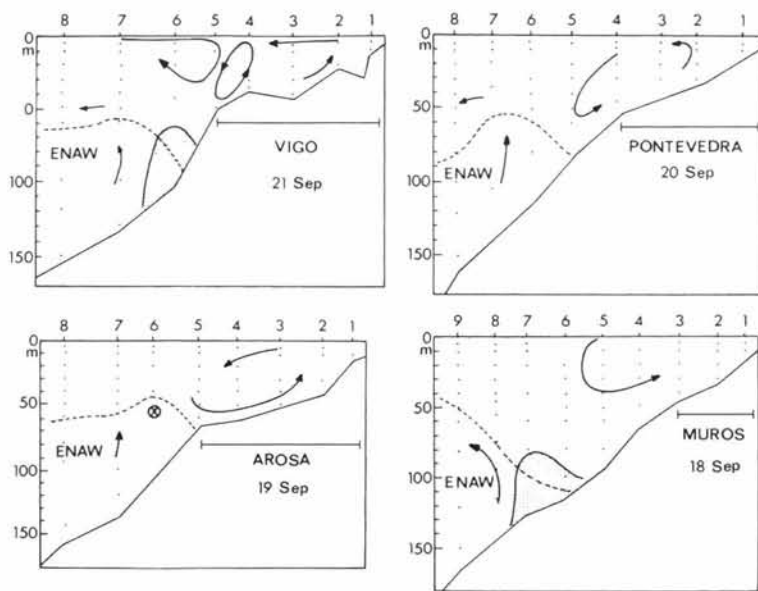 8 7 6 5 4 3 2 1
0
m
0
100
150
ENAW
VIGO
21 Sep
8 7 6 5 4 3 2 1
0
m
50
100
150
ENAW
PONTEVEDRA
20 Sep
8 7 6 5 4 3 2 1
0
m
50
100
150
ENAW
AROSA
19 Sep
9 8 7 6 5 4 3 2 1
0
m
50
100
150
ENAW
MUROS
18 Sep